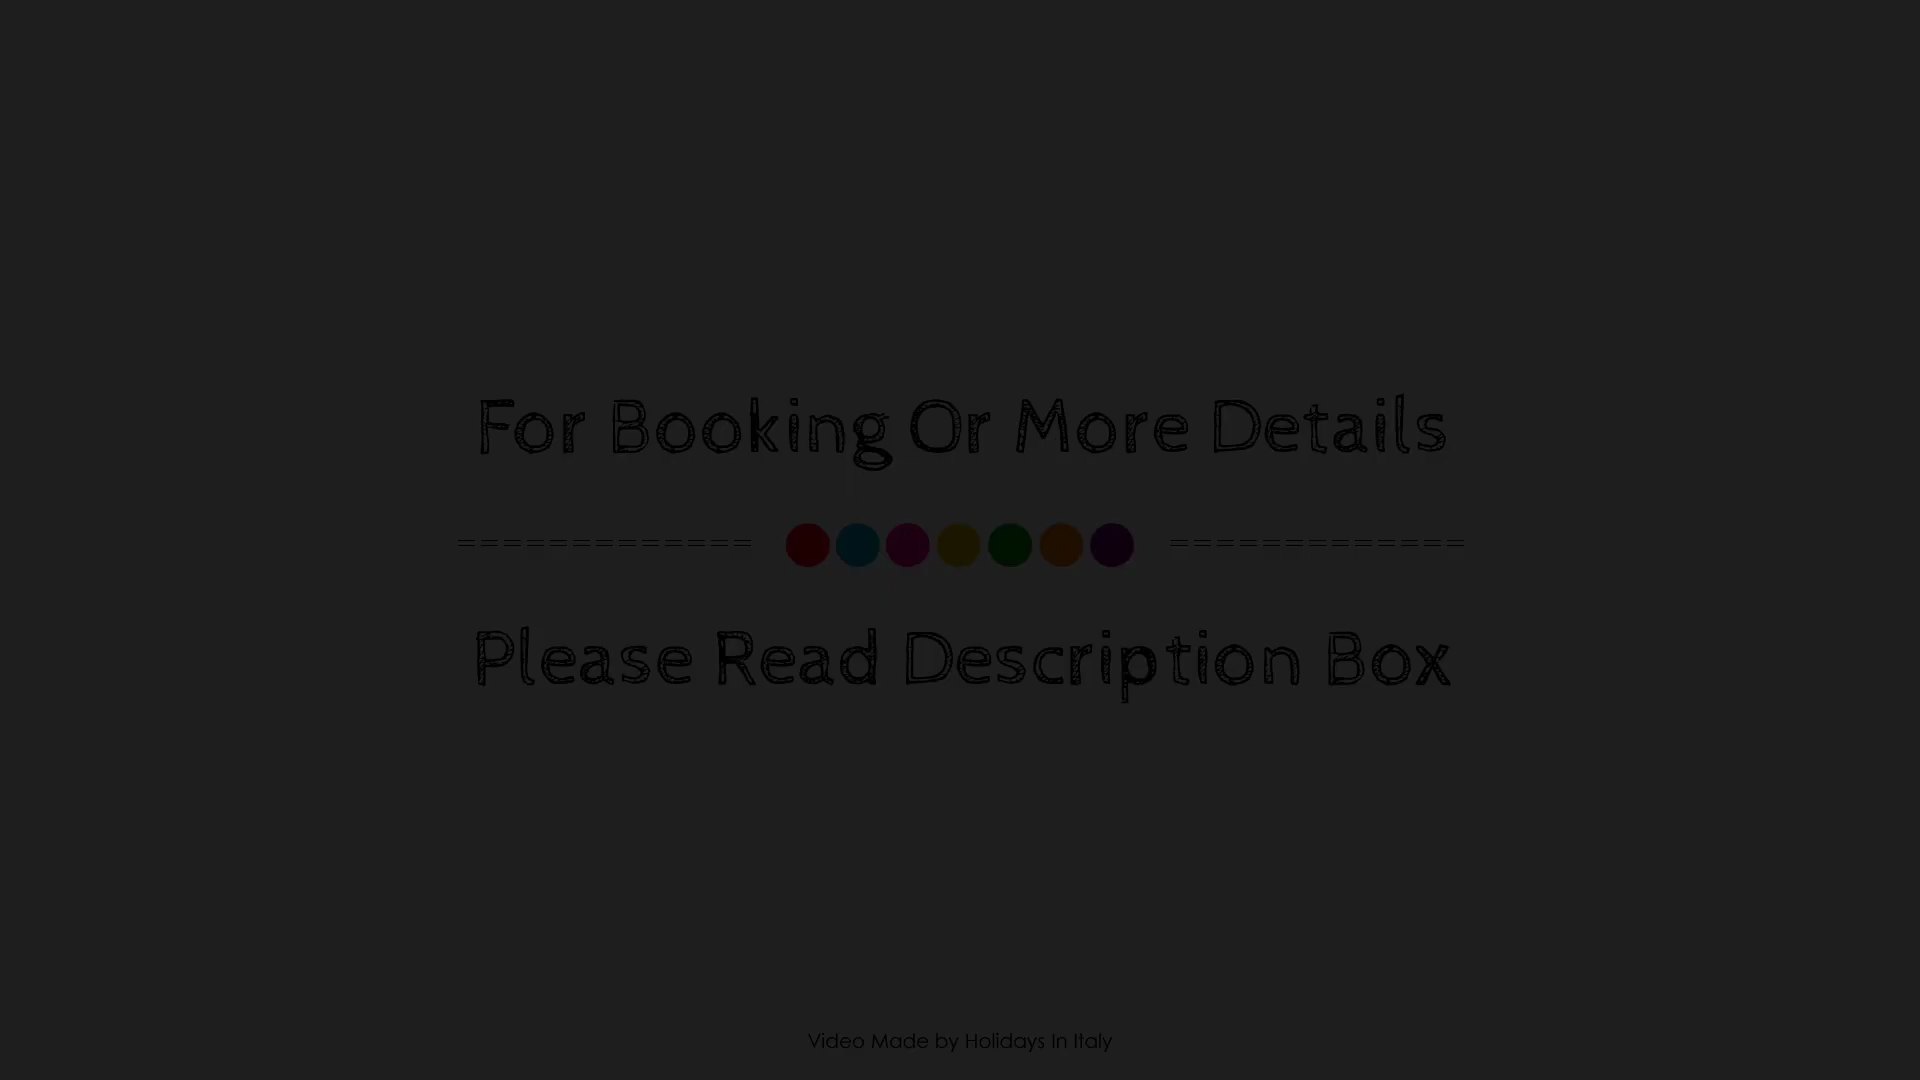 For Booking Or More Details
============= =============
Please Read Description Box
Video Made by Holidays In Italy